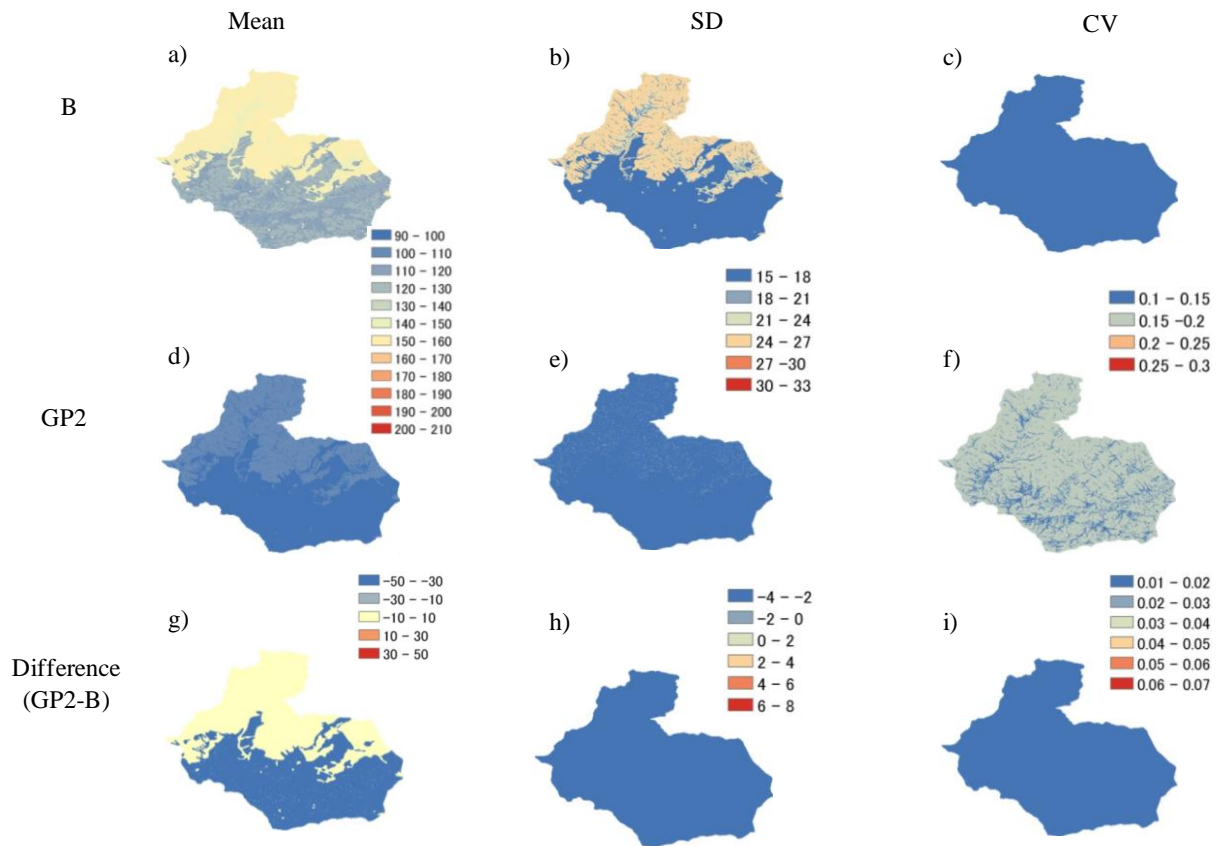 Mean
SD
CV
a)
b)
c)
B
90 – 100
100 – 110
110 – 120
120 – 130
130 – 140
140 – 150
150 – 160
160 – 170
170 – 180
180 – 190
190 – 200
200 – 210
15 – 18
18 – 21
21 – 24
24 – 27
27 –30
30 – 33
0.1 – 0.15
0.15 –0.2
0.2 – 0.25
0.25 – 0.3
d)
e)
f)
GP2
−50 – −30
−30 – −10
−10 – 10
10 – 30
30 – 50
−4 – −2
−2 – 0
0 – 2
2 – 4
4 – 6
6 – 8
0.01 – 0.02
0.02 – 0.03
0.03 – 0.04
0.04 – 0.05
0.05 – 0.06
0.06 – 0.07
g)
h)
i)
Difference
(GP2-B)